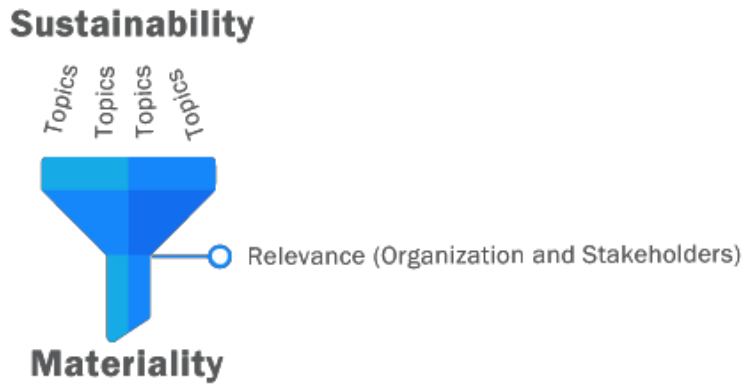 Sustainability
Topics Topics Topics Topics
Relevance (Organization and Stakeholders)
Materiality